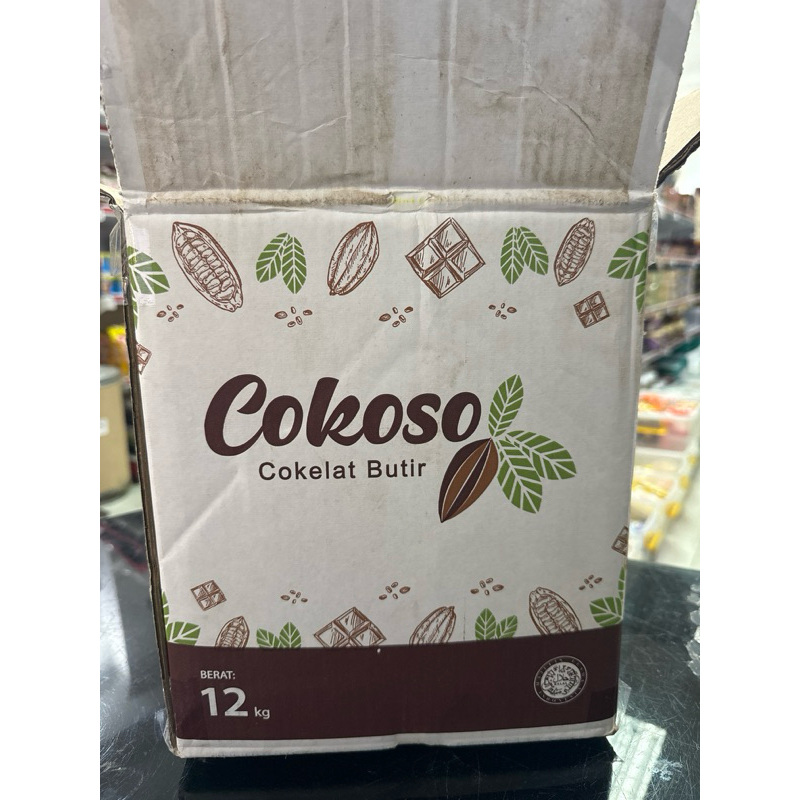 Cokoso
Cokelat Butir
BERAT:
12 kg